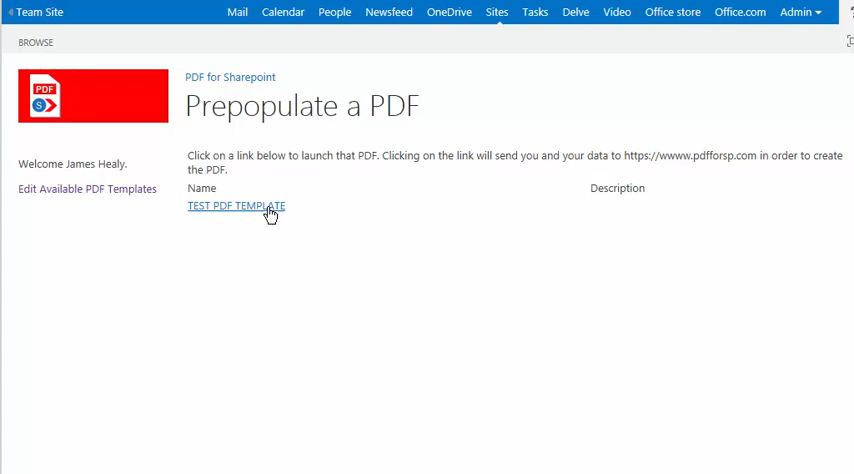 Team Site Mail Calendar People Newsfeed OneDrive Sites Tasks Delve Video Office store Office.com Admin ?
BROWSE
PDF
S
PDF for Sharepoint
Prepopulate a PDF
Click on a link below to launch that PDF. Clicking on the link will send you and your data to https://wwww.pdfforsp.com in order to create
the PDF.
Welcome James Healy.
Name Description
Edit Available PDF Templates
TEST PDF TEMPLATE